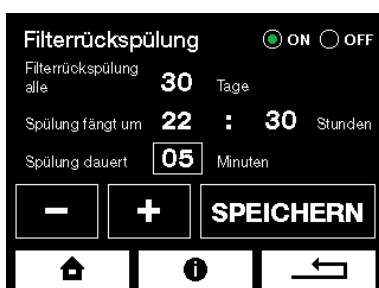 Filterrückspülung ON OFF
Filterrückspülung
alle 30 Tage
Spülung fängt um 22 : 30 Stunden
Spülung dauert 05 Minuten
- + SPEICHERN
i